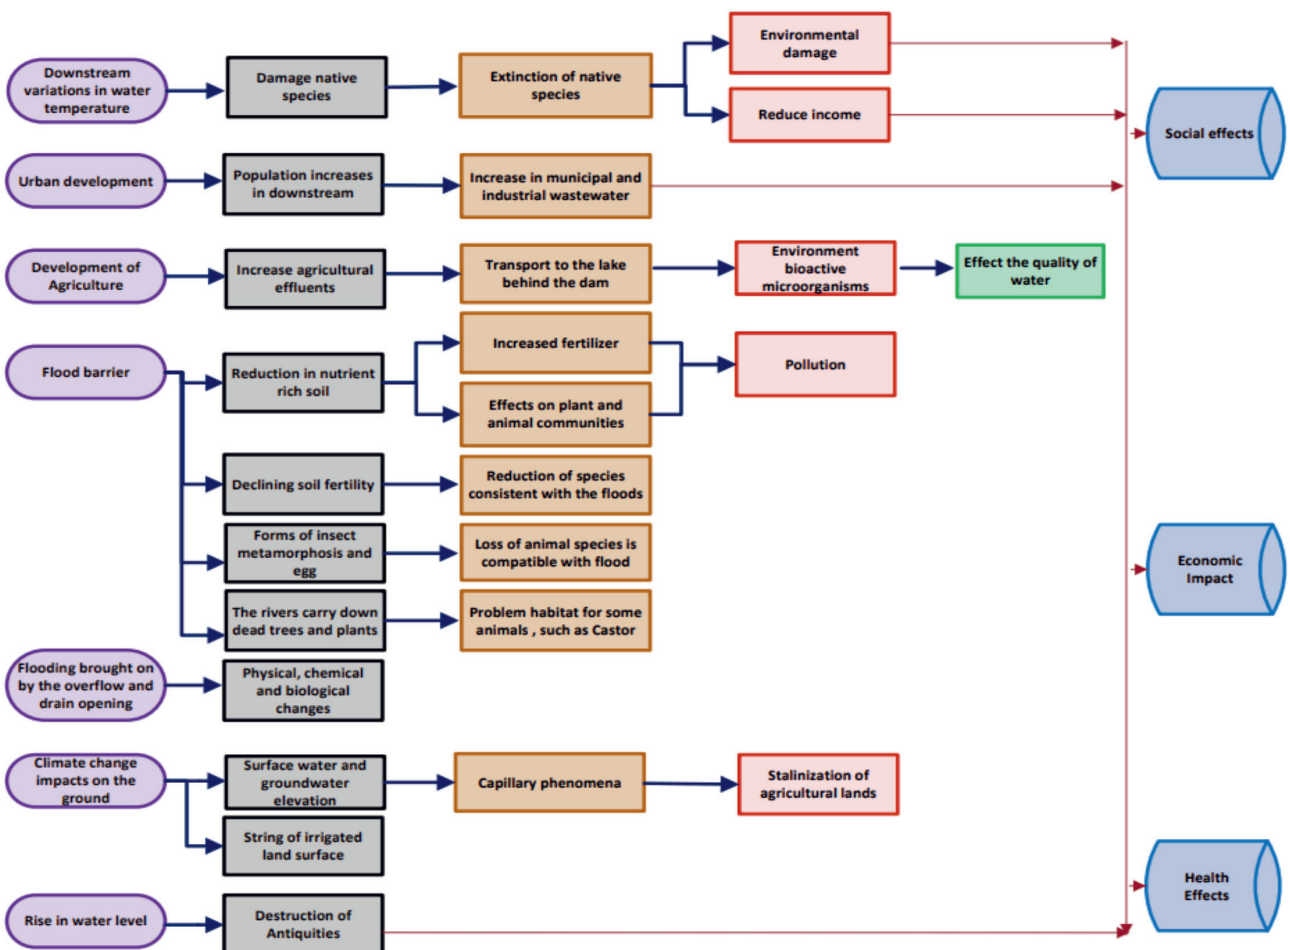 Downstream
variations in water
temperature
Damage native
species
Extinction of native
species
Environmental
damage
Reduce income
Social effects
Urban development
Population increases
in downstream
Increase in municipal and
industrial wastewater
Development of
Agriculture
Increase agricultural
effluents
Transport to the lake
behind the dam
Environment
bioactive
microorganisms
Effect the quality of
water
Flood barrier
Reduction in nutrient
rich soil
Increased fertilizer
Effects on plant and
animal communities
Pollution
Declining soil fertility
Reduction of species
consistent with the floods
Forms of insect
metamorphosis and
egg
Loss of animal species is
compatible with flood
The rivers carry down
dead trees and plants
Problem habitat for some
animals , such as Castor
Economic
Impact
Flooding brought on
by the overflow and
drain opening
Physical, chemical
and biological
changes
Climate change
impacts on the
ground
Surface water and
groundwater
elevation
Capillary phenomena
Stalinization of
agricultural lands
String of irrigated
land surface
Rise in water level
Destruction of
Antiquities
Health
Effects